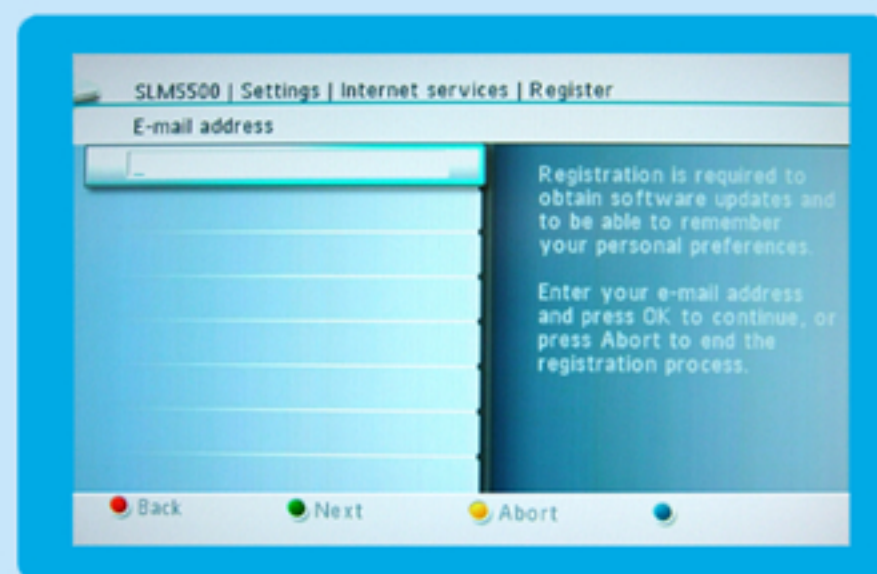 SLM5500 | Settings | Internet services | Register
E-mail address
Registration is required to
obtain software updates and
to be able to remember
your personal preferences.
Enter your e-mail address
and press OK to continue, or
press Abort to end the
registration process.
Back Next Abort